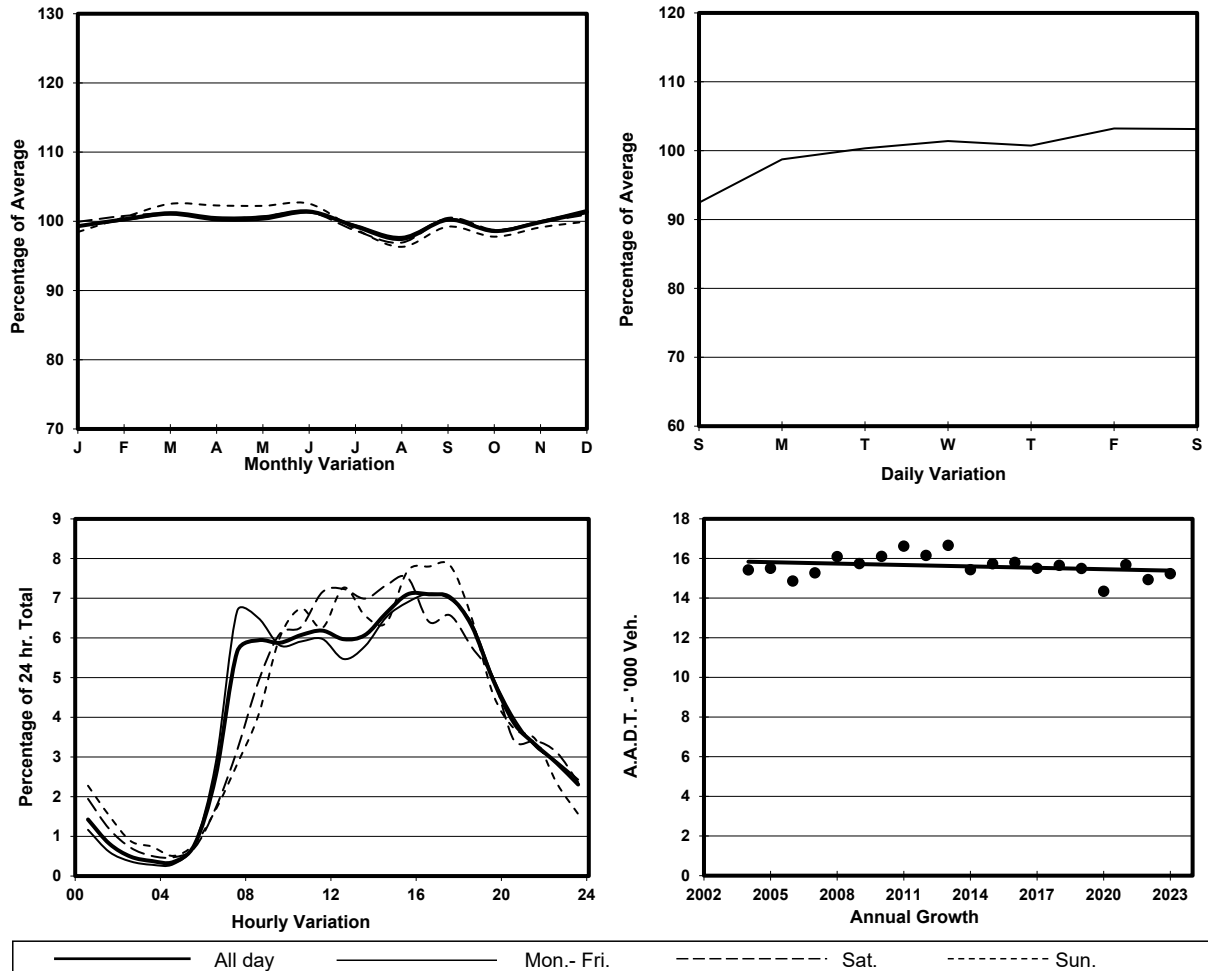 130
120
110
100
90
80
70
Percentage of Average
J F M A M J J A S O N D
Monthly Variation
120
110
100
90
80
70
60
Percentage of Average
S M T W T F S
Daily Variation
9
8
7
6
5
4
3
2
1
0
Percentage of 24 hr. Total
00 04 08 12 16 20 24
Hourly Variation
18
16
14
12
10
8
6
4
2
0
A.A.D.T. - '000 Veh.
2002 2005 2008 2011 2014 2017 2020 2023
Annual Growth
All day Mon.- Fri. Sat. Sun.